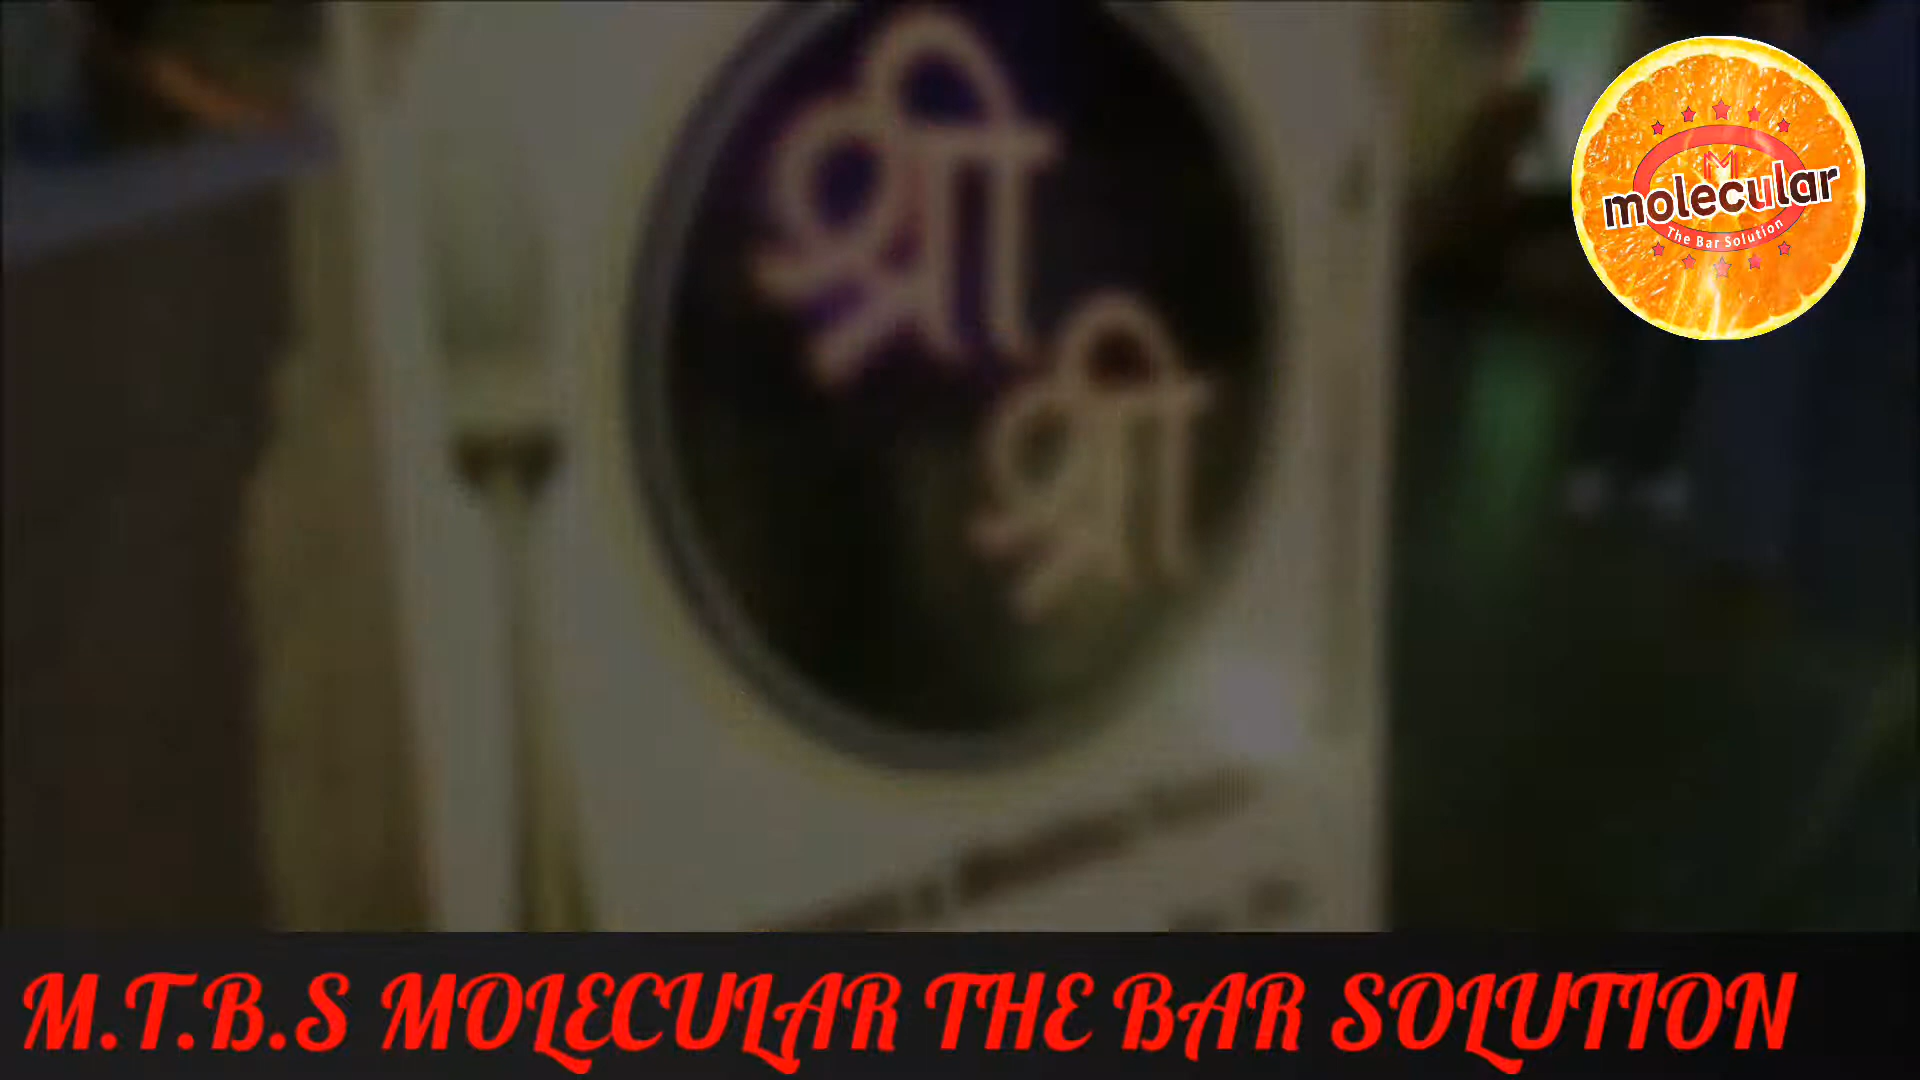 श्री
श्री
M
molecular
The Bar Solution
M.T.B.S MOLECULAR THE BAR SOLUTION